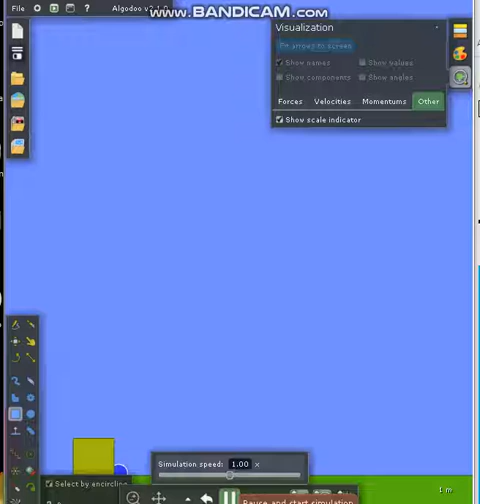 File ? Algodoo v2.1.0
www.BANDICAM.com
Visualization
Fit arrows to screen
Show names Show values
Show components Show angles
Forces Velocities Momentums Other
Show scale indicator
Simulation speed: 1.00 x
Select by encircling
1 m
Pause and start simulation